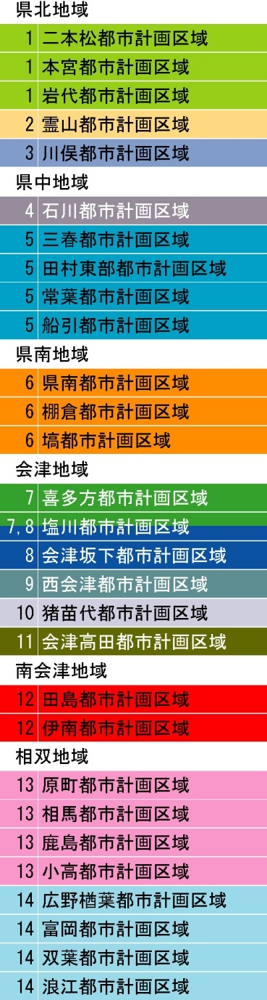 県北地域
1 二本松都市計画区域
1 本宮都市計画区域
1 岩代都市計画区域
2 霊山都市計画区域
3 川俣都市計画区域
県中地域
4 石川都市計画区域
5 三春都市計画区域
5 田村東部都市計画区域
5 常葉都市計画区域
5 船引都市計画区域
県南地域
6 県南都市計画区域
6 棚倉都市計画区域
6 塙都市計画区域
会津地域
7 喜多方都市計画区域
7,8 塩川都市計画区域
8 会津坂下都市計画区域
9 西会津都市計画区域
10 猪苗代都市計画区域
11 会津高田都市計画区域
南会津地域
12 田島都市計画区域
12 伊南都市計画区域
相双地域
13 原町都市計画区域
13 相馬都市計画区域
13 鹿島都市計画区域
13 小高都市計画区域
14 広野楢葉都市計画区域
14 富岡都市計画区域
14 双葉都市計画区域
14 浪江都市計画区域